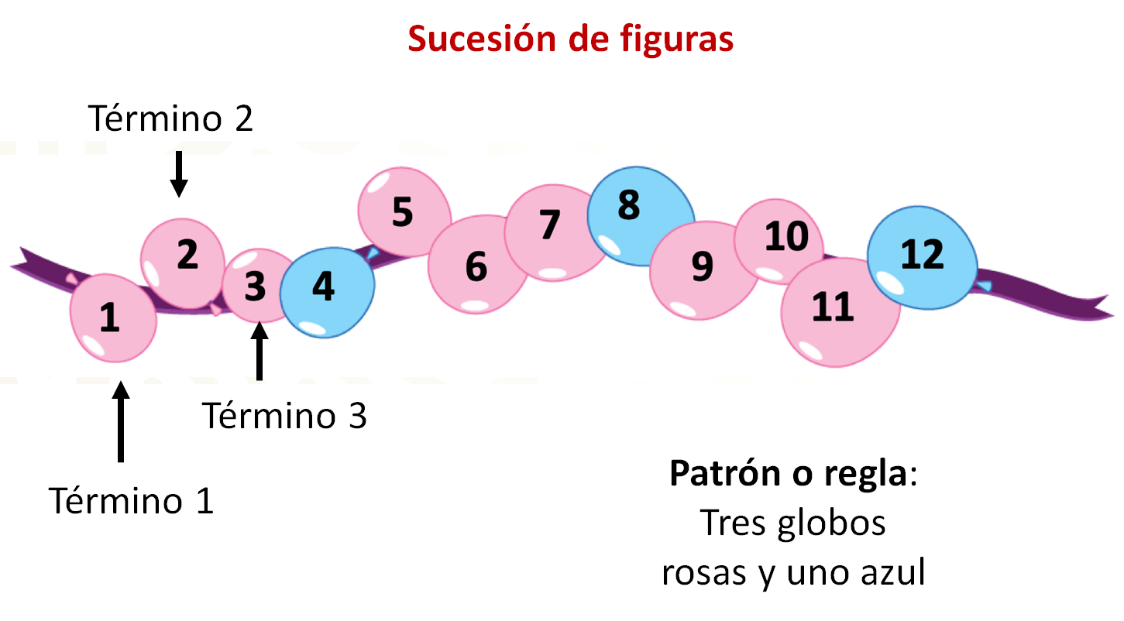 Sucesión de figuras
Término 2
5
8
7
10
2
12
6
9
3
4
1
11
Término 3
Término 1
Patrón o regla:
Tres globos
rosas y uno azul